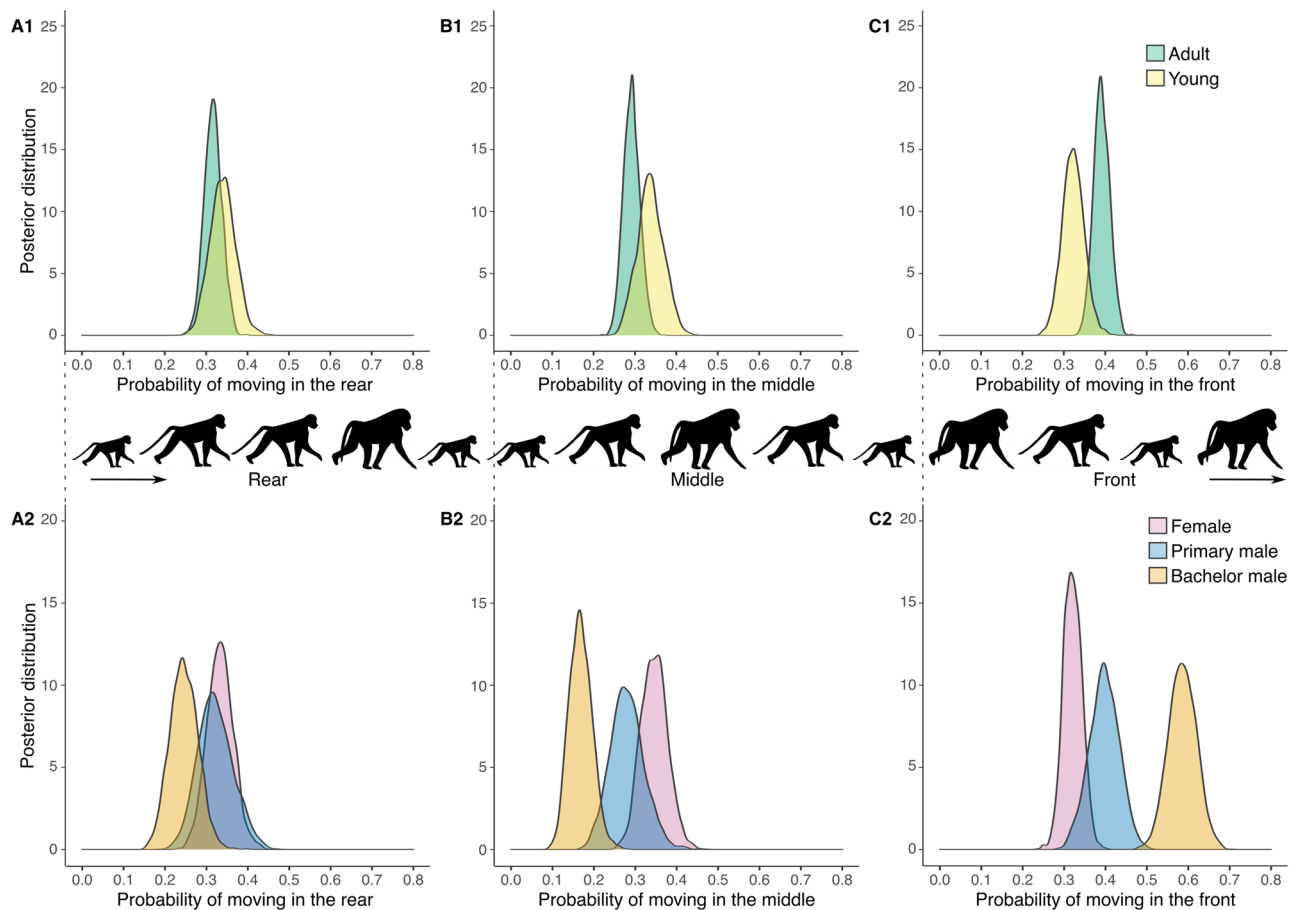 A1
25
20
15
10
5
0
Posterior distribution
0.0 0.1 0.2 0.3 0.4 0.5 0.6 0.7 0.8
Probability of moving in the rear
B1
25
20
15
10
5
0
0.0 0.1 0.2 0.3 0.4 0.5 0.6 0.7 0.8
Probability of moving in the middle
C1
25
20
15
10
5
0
Adult
Young
0.0 0.1 0.2 0.3 0.4 0.5 0.6 0.7 0.8
Probability of moving in the front
Rear
Middle
Front
A2
20
15
10
5
0
Posterior distribution
0.0 0.1 0.2 0.3 0.4 0.5 0.6 0.7 0.8
Probability of moving in the rear
B2
20
15
10
5
0
0.0 0.1 0.2 0.3 0.4 0.5 0.6 0.7 0.8
Probability of moving in the middle
C2
20
15
10
5
0
Female
Primary male
Bachelor male
0.0 0.1 0.2 0.3 0.4 0.5 0.6 0.7 0.8
Probability of moving in the front